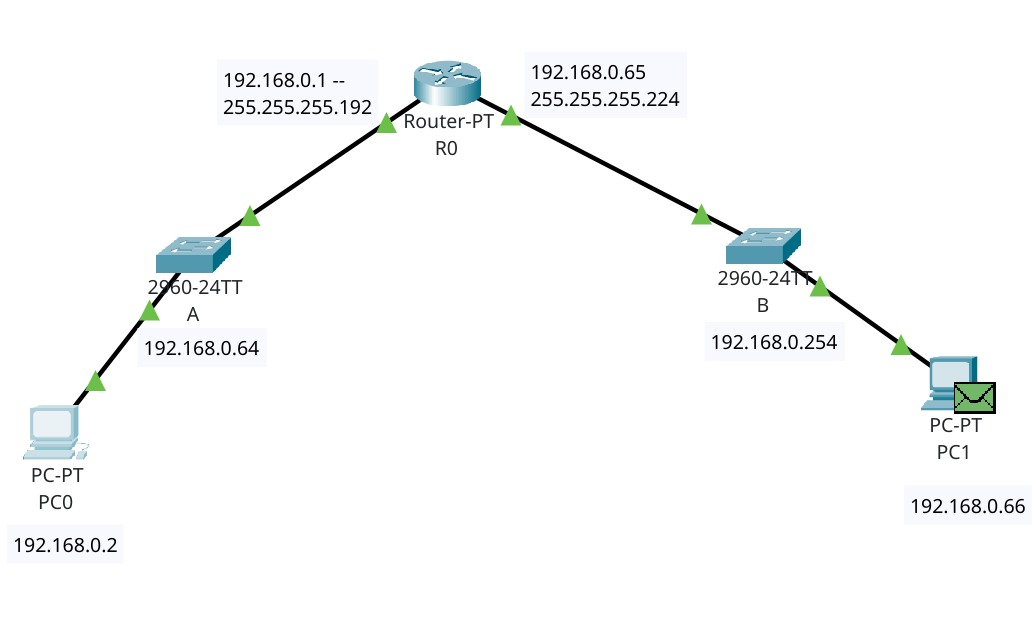 192.168.0.1 --
255.255.255.192
192.168.0.65
255.255.255.224
Router-PT
R0
2960-24TT
A
192.168.0.64
2960-24TT
B
192.168.0.254
PC-PT
PC0
192.168.0.2
PC-PT
PC1
192.168.0.66